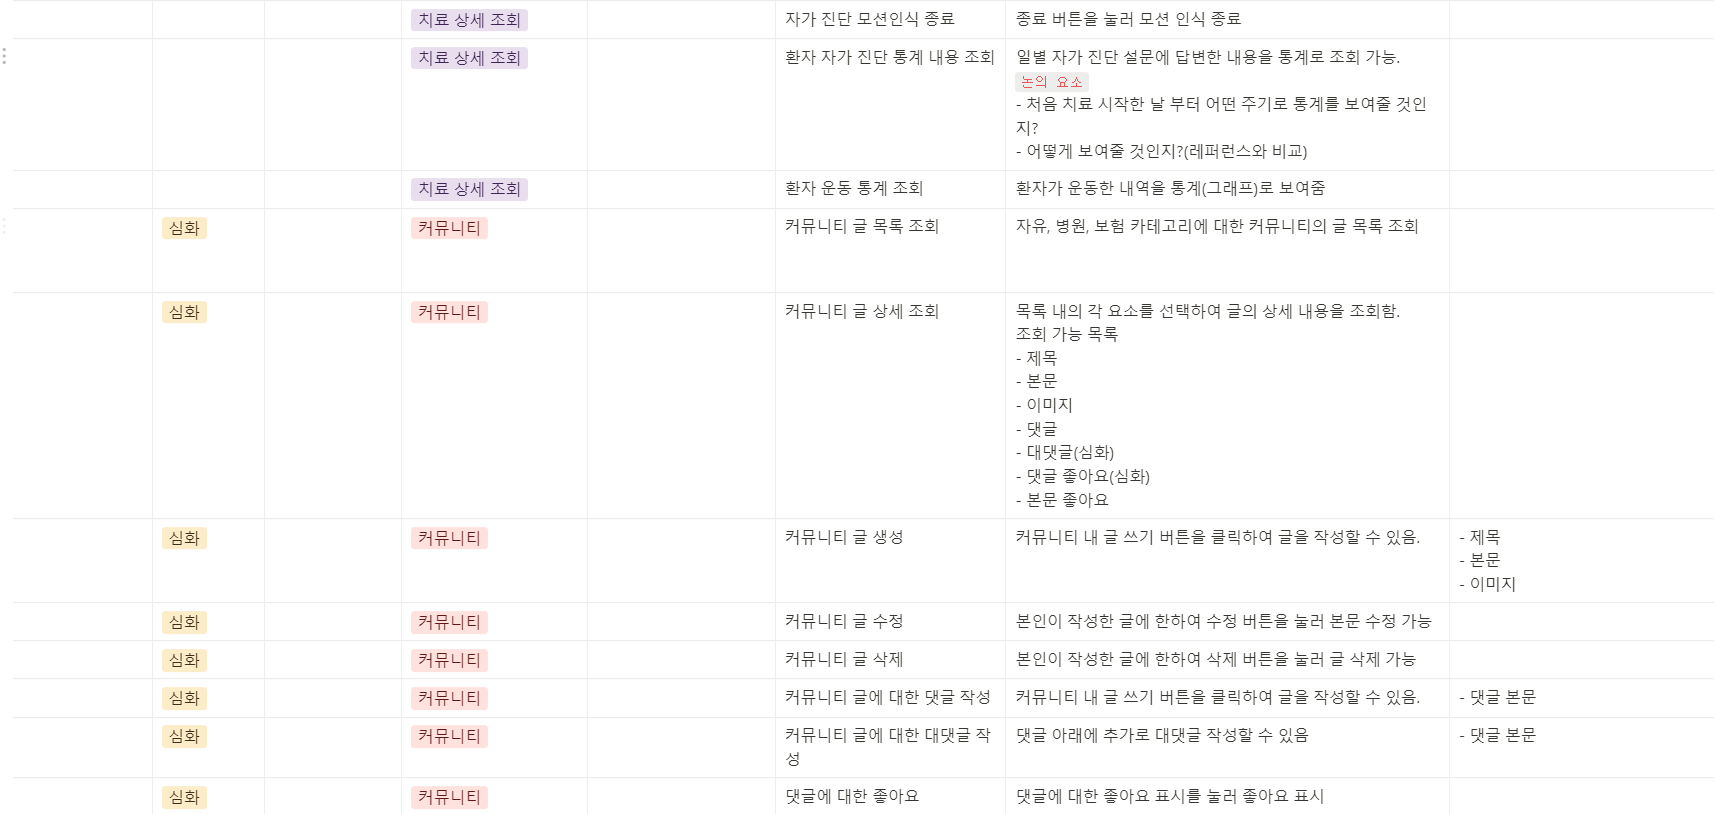 치료 상세 조회 자가 진단 모션인식 종료 종료 버튼을 눌러 모션 인식 종료
치료 상세 조회 환자 자가 진단 통계 내용 조회 일별 자가 진단 설문에 답변한 내용을 통계로 조회 가능.
논의 요소
- 처음 치료 시작한 날 부터 어떤 주기로 통계를 보여줄 것인
지?
- 어떻게 보여줄 것인지?(레퍼런스와 비교)
치료 상세 조회 환자 운동 통계 조회 환자가 운동한 내역을 통계(그래프)로 보여줌
심화 커뮤니티 커뮤니티 글 목록 조회 자유, 병원, 보험 카테고리에 대한 커뮤니티의 글 목록 조회
심화 커뮤니티 커뮤니티 글 상세 조회 목록 내의 각 요소를 선택하여 글의 상세 내용을 조회함.
조회 가능 목록
- 제목
- 본문
- 이미지
- 댓글
- 대댓글(심화)
- 댓글 좋아요(심화)
- 본문 좋아요
심화 커뮤니티 커뮤니티 글 생성 커뮤니티 내 글 쓰기 버튼을 클릭하여 글을 작성할 수 있음. - 제목
- 본문
- 이미지
심화 커뮤니티 커뮤니티 글 수정 본인이 작성한 글에 한하여 수정 버튼을 눌러 본문 수정 가능
심화 커뮤니티 커뮤니티 글 삭제 본인이 작성한 글에 한하여 삭제 버튼을 눌러 글 삭제 가능
심화 커뮤니티 커뮤니티 글에 대한 댓글 작성 커뮤니티 내 글 쓰기 버튼을 클릭하여 글을 작성할 수 있음. - 댓글 본문
심화 커뮤니티 커뮤니티 글에 대한 대댓글 작 댓글 아래에 추가로 대댓글 작성할 수 있음 - 댓글 본문
성
심화 커뮤니티 댓글에 대한 좋아요 댓글에 대한 좋아요 표시를 눌러 좋아요 표시